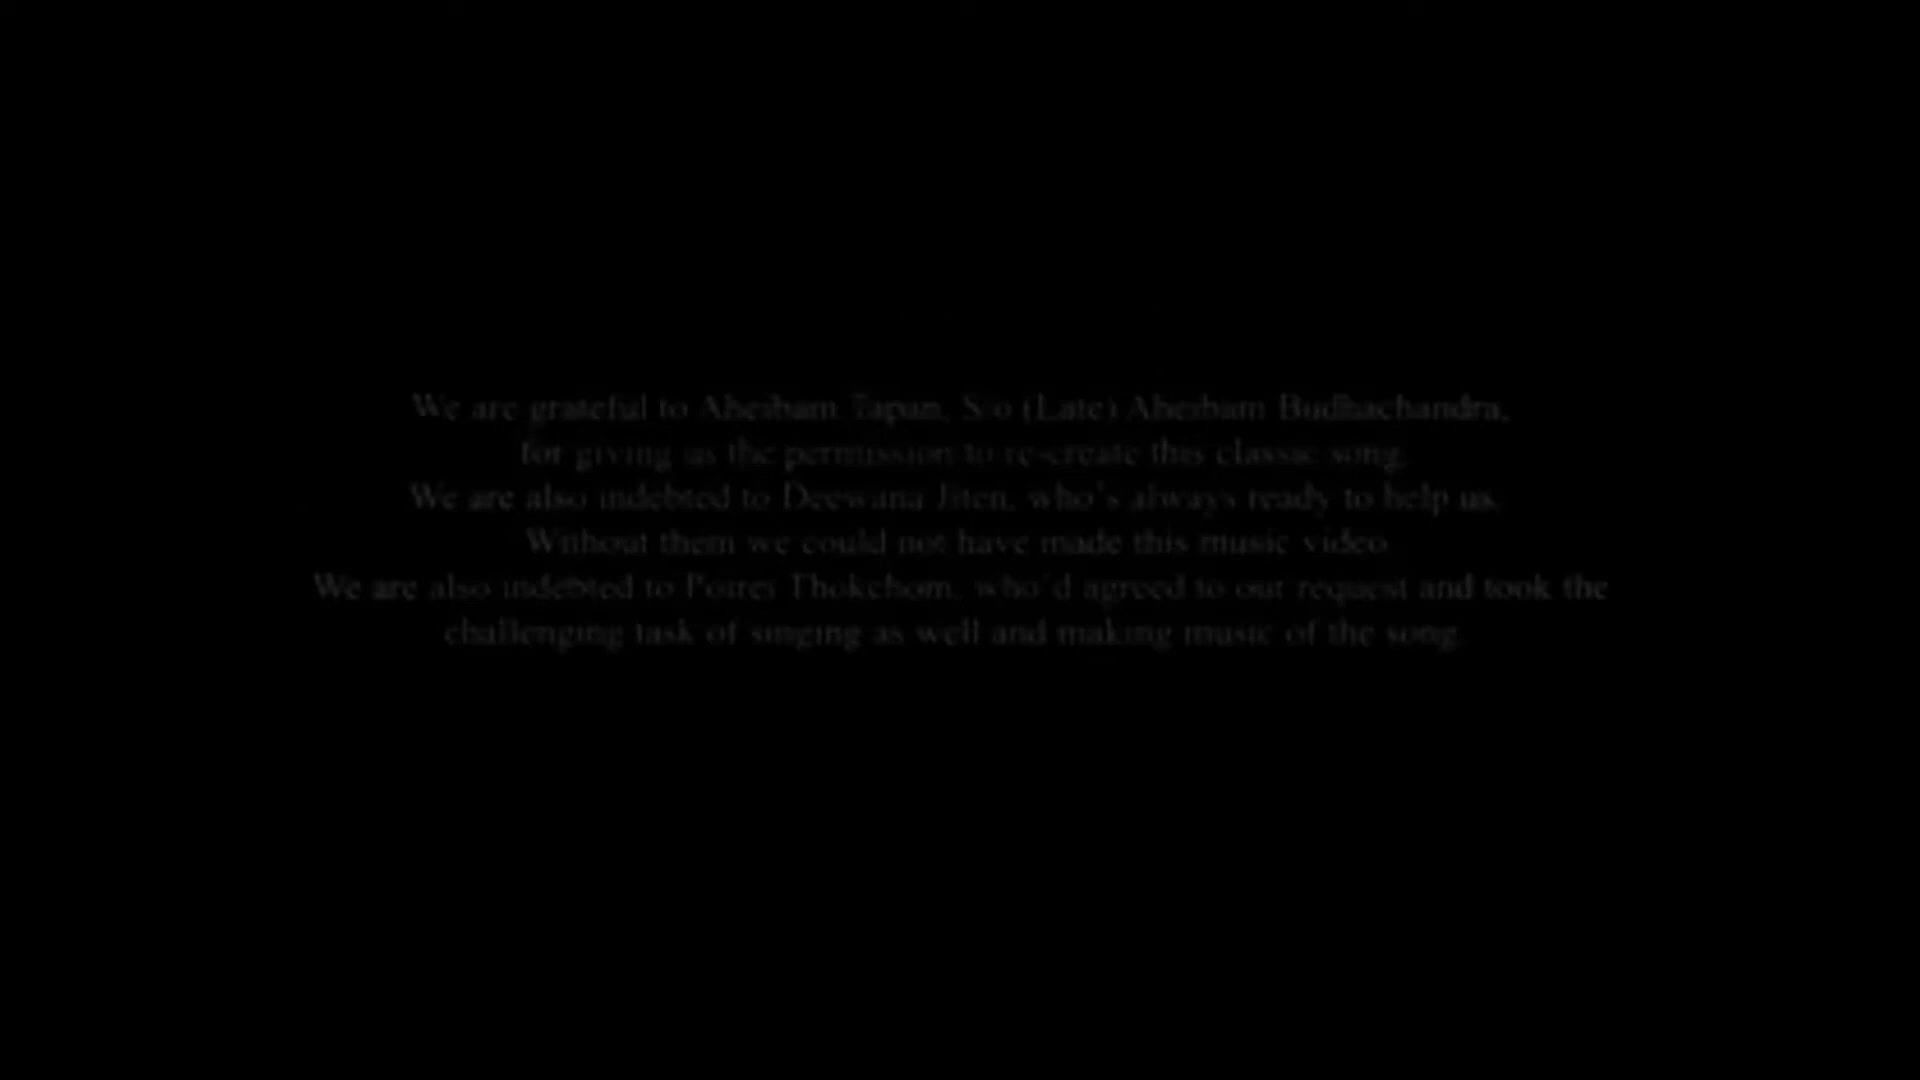 We are grateful to Aheibam Tapan, S/o (Late) Aheibam Budhachandra,
for giving us the permission to re-create this classic song.
We are also indebted to Deewana Jiten, who's always ready to help us.
Without them we could not have made this music video.
We are also indebted to Poirei Thokchom, who'd agreed to our request and took the
challenging task of singing as well and making music of the song.